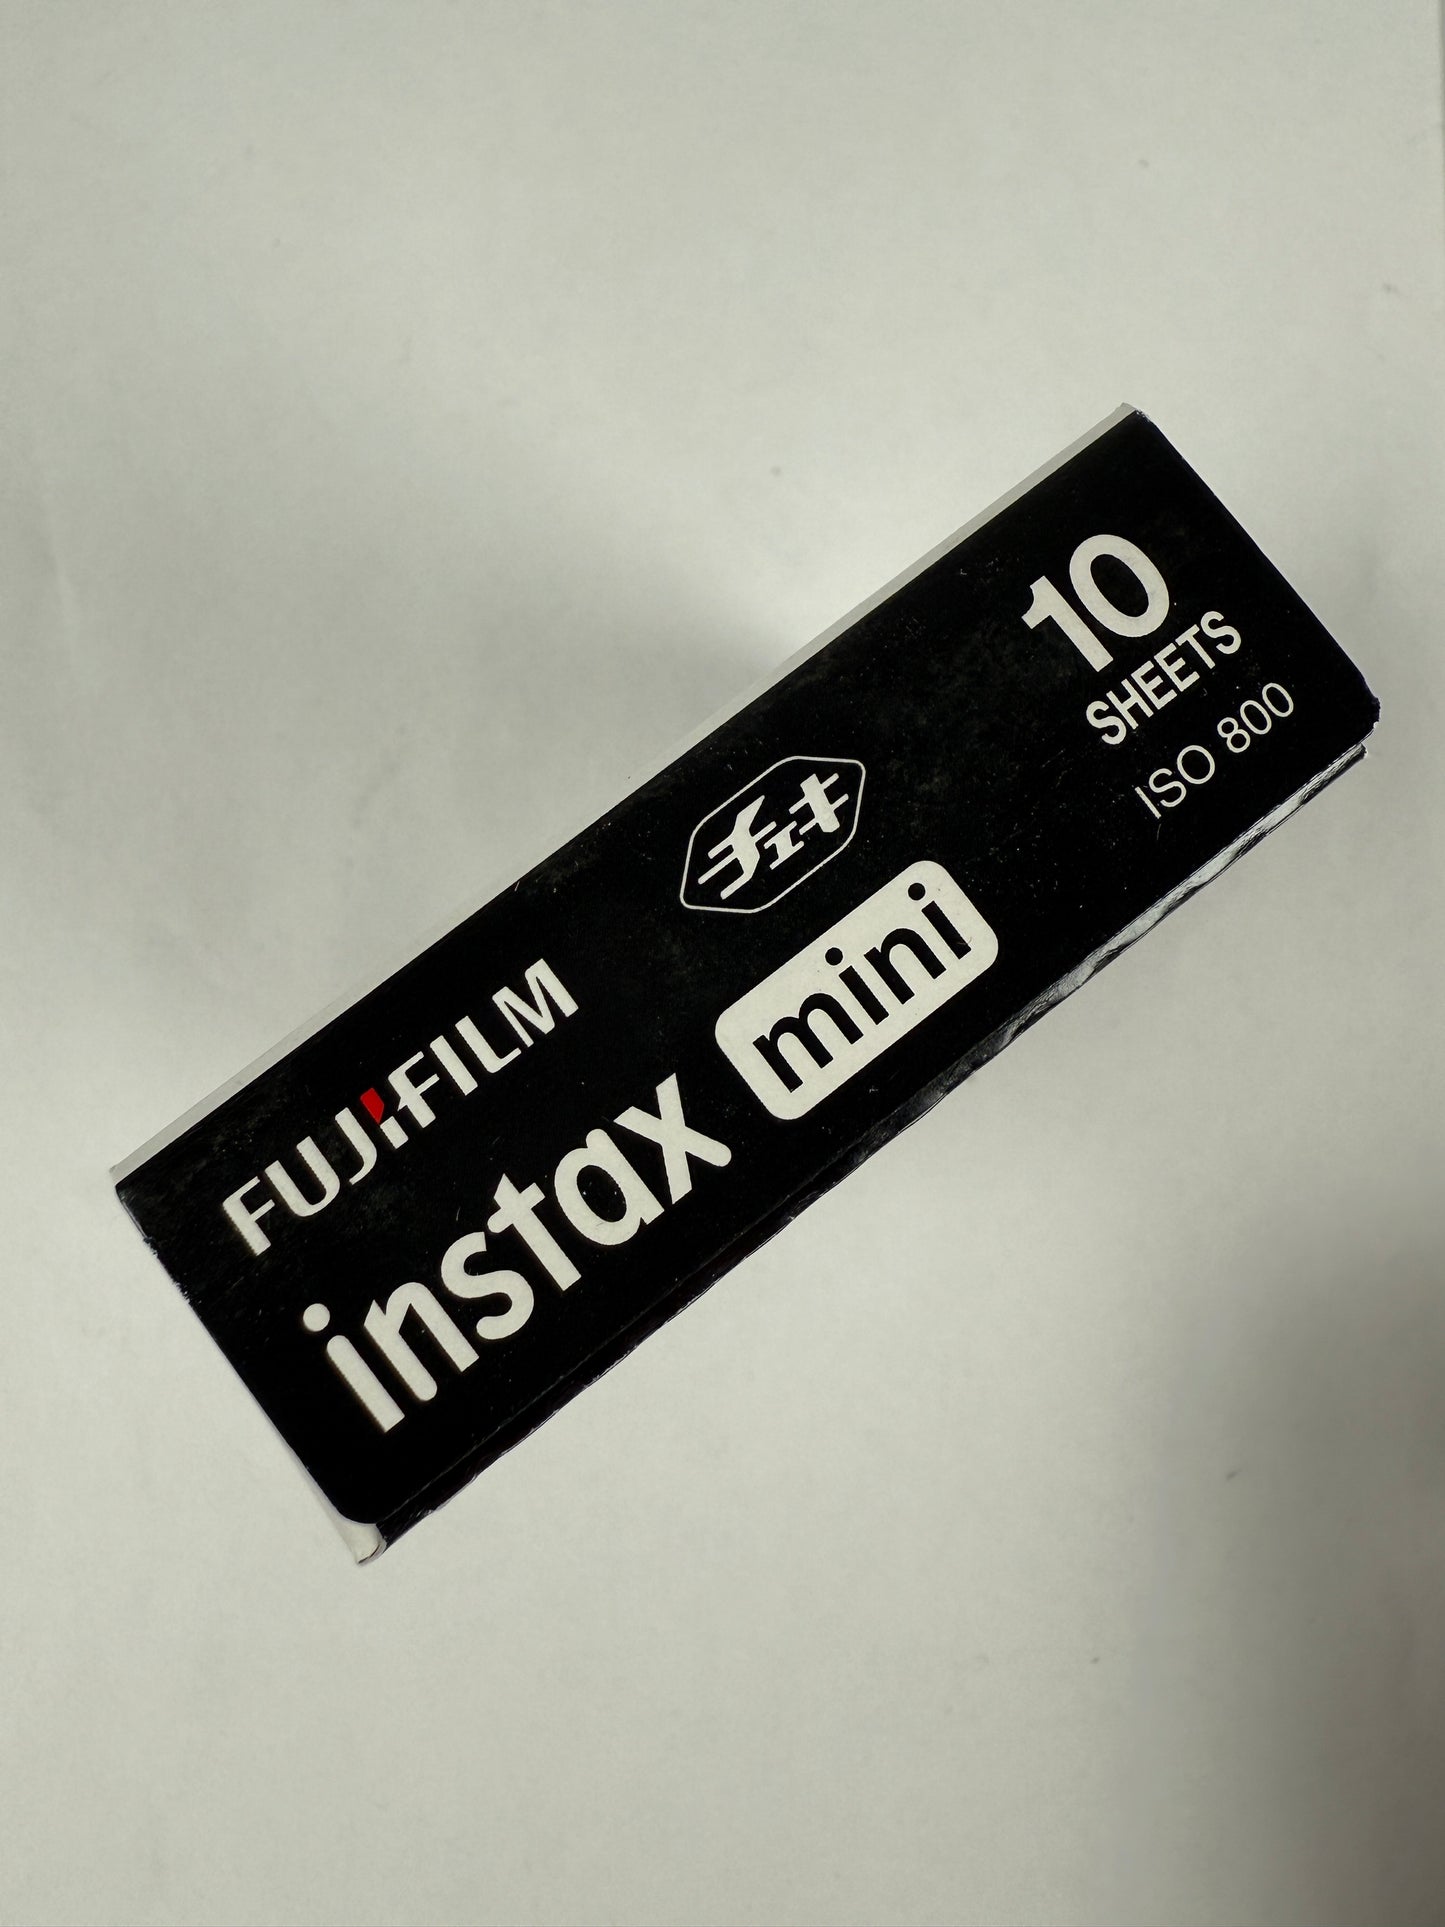 FUJIFILM
instax mini
チェキ
10
SHEETS
ISO 800